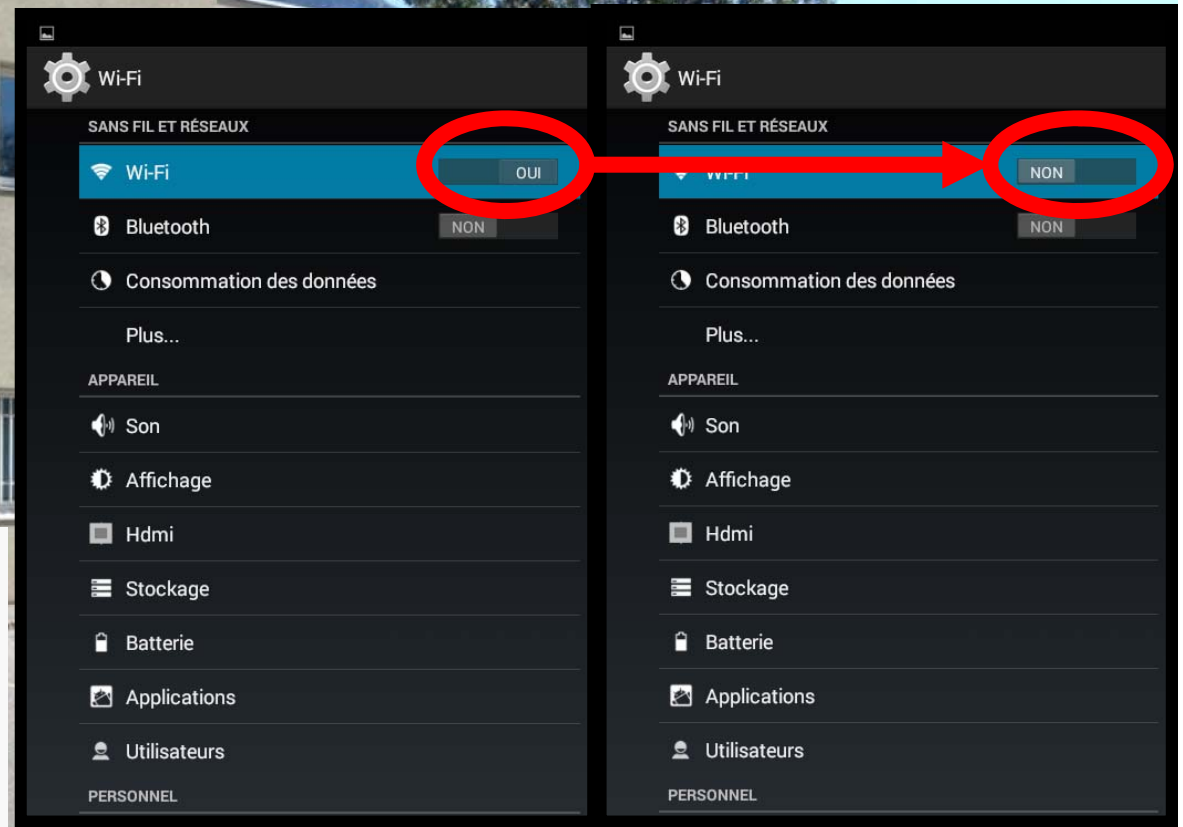 Wi-Fi
SANS FIL ET RÉSEAUX
Wi-Fi OUI
Bluetooth NON
Consommation des données
Plus...
APPAREIL
Son
Affichage
Hdmi
Stockage
Batterie
Applications
Utilisateurs
PERSONNEL
Wi-Fi
SANS FIL ET RÉSEAUX
Wi-Fi NON
Bluetooth NON
Consommation des données
Plus...
APPAREIL
Son
Affichage
Hdmi
Stockage
Batterie
Applications
Utilisateurs
PERSONNEL